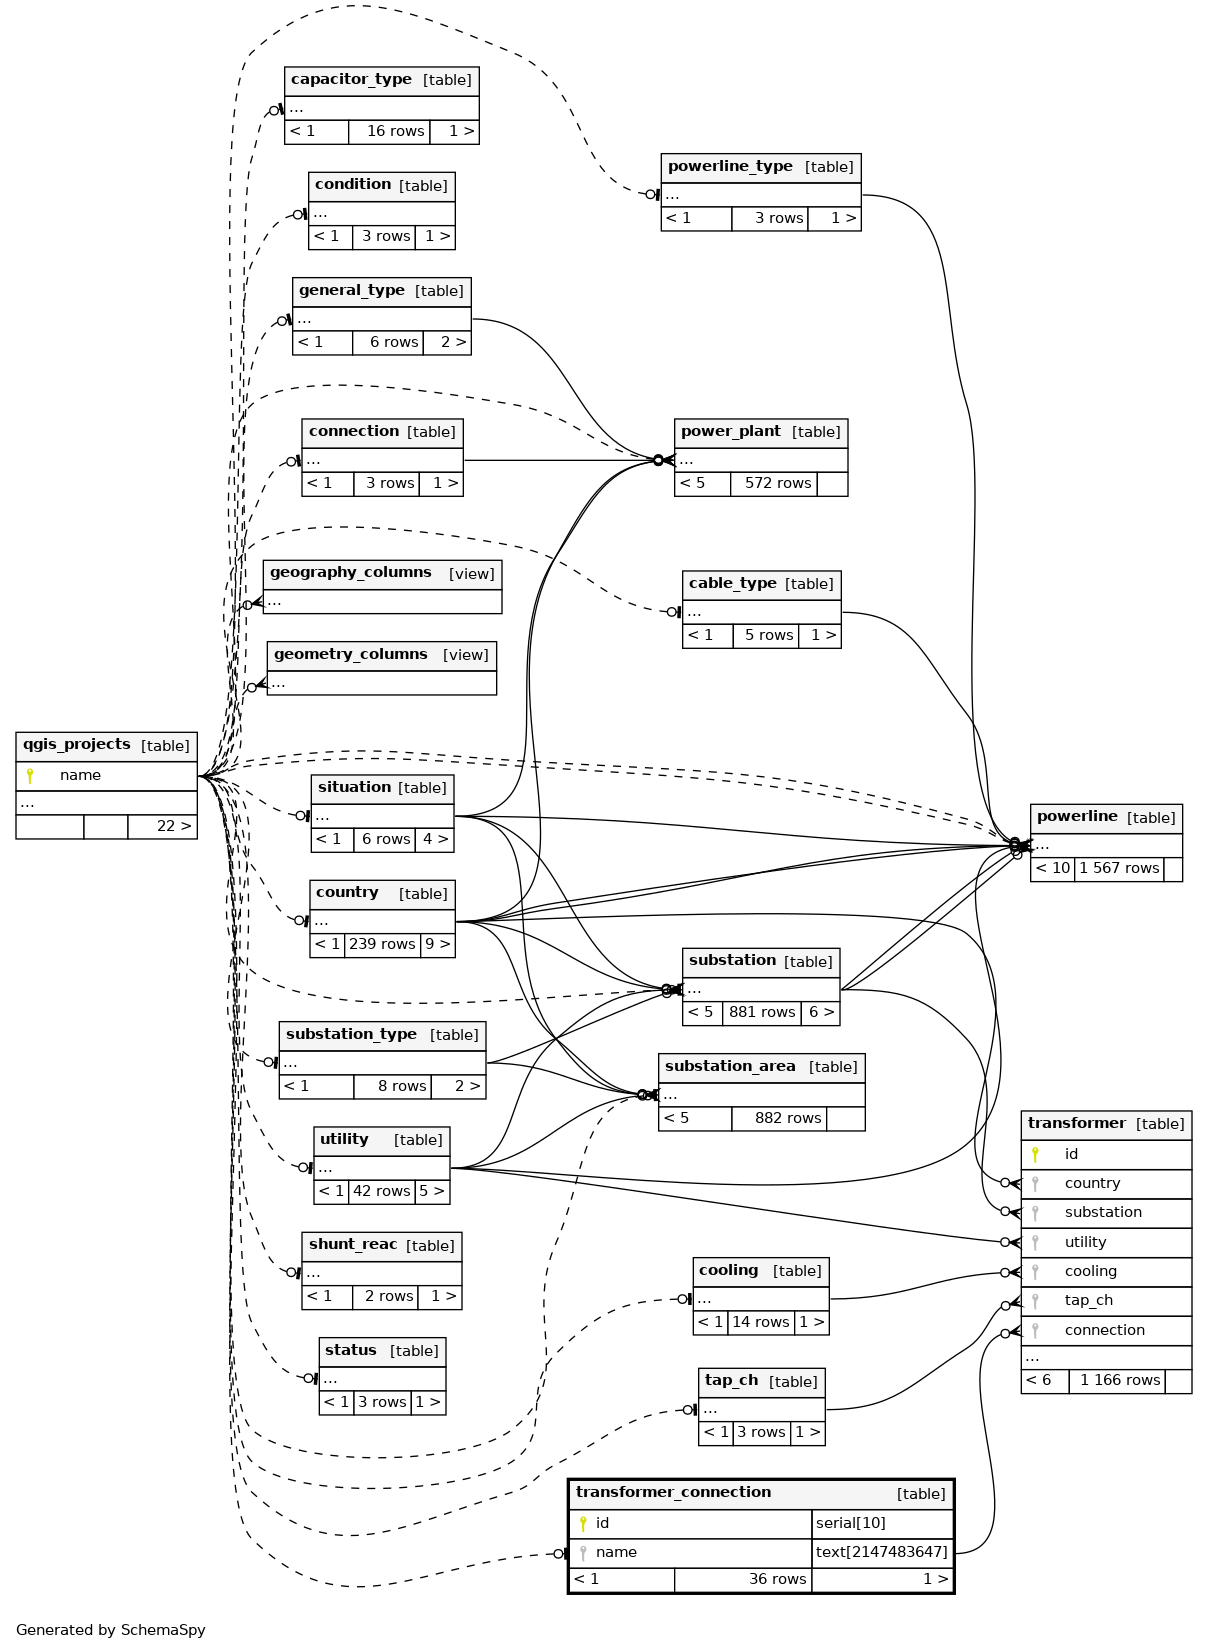 capacitor_type [table]
...
< 1 16 rows 1 >
powerline_type [table]
...
< 1 3 rows 1 >
condition [table]
...
< 1 3 rows 1 >
general_type [table]
...
< 1 6 rows 2 >
connection [table]
...
< 1 3 rows 1 >
power_plant [table]
...
< 5 572 rows
geography_columns [view]
...
cable_type [table]
...
< 1 5 rows 1 >
geometry_columns [view]
...
qgis_projects [table]
name
...
22 >
situation [table]
...
< 1 6 rows 4 >
powerline [table]
...
< 10 1 567 rows
country [table]
...
< 1 239 rows 9 >
substation [table]
...
< 5 881 rows 6 >
substation_type [table]
...
< 1 8 rows 2 >
substation_area [table]
...
< 5 882 rows
utility [table]
...
< 1 42 rows 5 >
transformer [table]
id
country
substation
utility
cooling
tap_ch
connection
...
< 6 1 166 rows
shunt_reac [table]
...
< 1 2 rows 1 >
cooling [table]
...
< 1 14 rows 1 >
status [table]
...
< 1 3 rows 1 >
tap_ch [table]
...
< 1 3 rows 1 >
transformer_connection [table]
id serial[10]
name text[2147483647]
< 1 36 rows 1 >
Generated by SchemaSpy